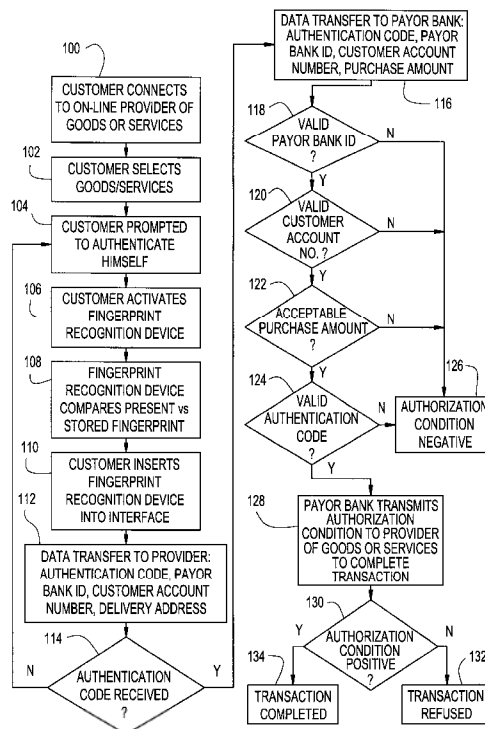 100
CUSTOMER CONNECTS
TO ON-LINE PROVIDER OF
GOODS OR SERVICES
102
CUSTOMER SELECTS
GOODS/SERVICES
104
CUSTOMER PROMPTED
TO AUTHENTICATE
HIMSELF
106
CUSTOMER ACTIVATES
FINGERPRINT
RECOGNITION DEVICE
108
FINGERPRINT
RECOGNITION DEVICE
COMPARES PRESENT vs
STORED FINGERPRINT
110
CUSTOMER INSERTS
FINGERPRINT
RECOGNITION DEVICE
INTO INTERFACE
112
DATA TRANSFER TO PROVIDER:
AUTHENTICATION CODE, PAYOR
BANK ID, CUSTOMER ACCOUNT
NUMBER, DELIVERY ADDRESS
114
N
AUTHENTICATION
CODE RECEIVED
?
Y
DATA TRANSFER TO PAYOR BANK:
AUTHENTICATION CODE, PAYOR
BANK ID, CUSTOMER ACCOUNT
NUMBER, PURCHASE AMOUNT
116
118
VALID
PAYOR BANK ID
?
N
Y
120
VALID
CUSTOMER
ACCOUNT
NO. ?
N
Y
122
ACCEPTABLE
PURCHASE AMOUNT
?
N
Y
124
VALID
AUTHENTICATION
CODE
?
N
Y
126
AUTHORIZATION
CONDITION
NEGATIVE
128
PAYOR BANK TRANSMITS
AUTHORIZATION
CONDITION TO PROVIDER
OF GOODS OR SERVICES
TO COMPLETE
TRANSACTION
130
Y
AUTHORIZATION
CONDITION
POSITIVE
?
N
134
TRANSACTION
COMPLETED
132
TRANSACTION
REFUSED